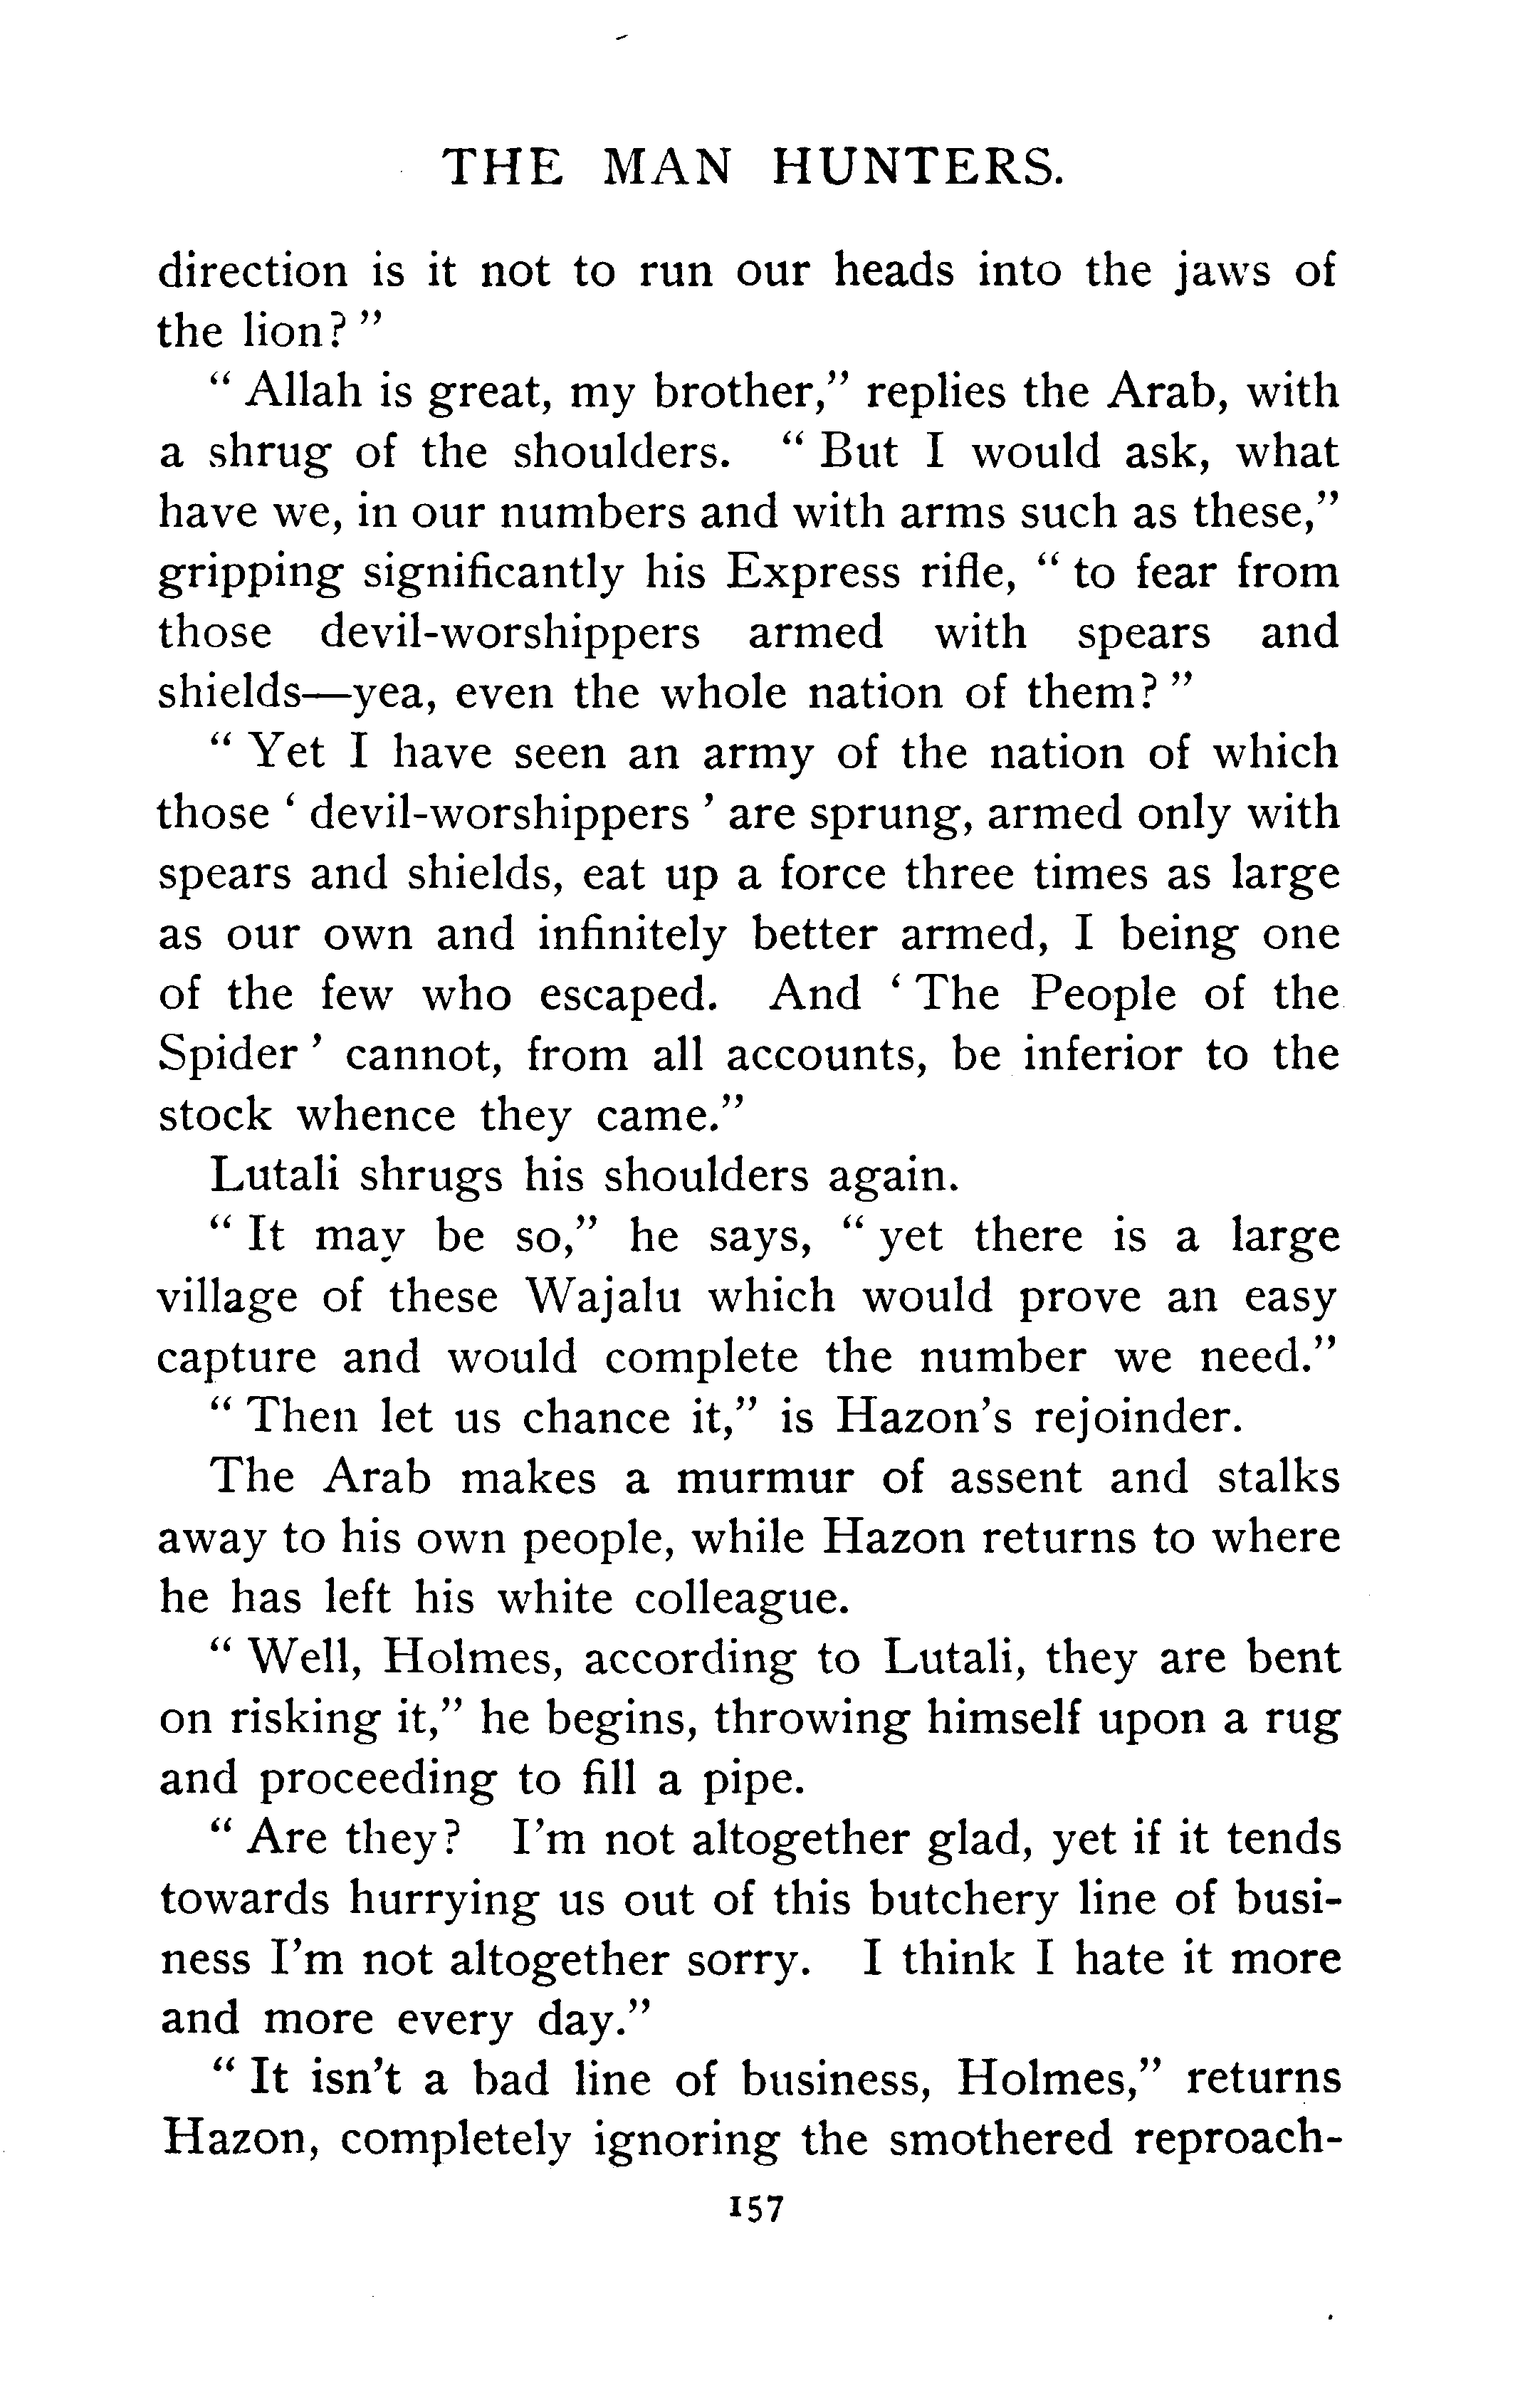 THE MAN HUNTERS.
direction is it not to run our heads into the jaws of
the lion? ”
“ Allah is great, my brother,” replies the Arab, with
a shrug of the shoulders. “ But I would ask, what
have we, in our numbers and with arms such as these,”
gripping significantly his Express rifle, “ to fear from
those devil-worshippers armed with spears and
shields—yea, even the whole nation of them? ”
“ Yet I have seen an army of the nation of which
those ‘ devil-worshippers ’ are sprung, armed only with
spears and shields, eat up a force three times as large
as our own and infinitely better armed, I being one
of the few who escaped. And ‘ The People of the
Spider ’ cannot, from all accounts, be inferior to the
stock whence they came.”
Lutali shrugs his shoulders again.
“ It may be so,” he says, “ yet there is a large
village of these Wajalu which would prove an easy
capture and would complete the number we need.”
“ Then let us chance it,” is Hazon’s rejoinder.
The Arab makes a murmur of assent and stalks
away to his own people, while Hazon returns to where
he has left his white colleague.
“ Well, Holmes, according to Lutali, they are bent
on risking it,” he begins, throwing himself upon a rug
and proceeding to fill a pipe.
“ Are they? I’m not altogether glad, yet if it tends
towards hurrying us out of this butchery line of busi-
ness I’m not altogether sorry. I think I hate it more
and more every day.”
“ It isn’t a bad line of business, Holmes,” returns
Hazon, completely ignoring the smothered reproach-
157